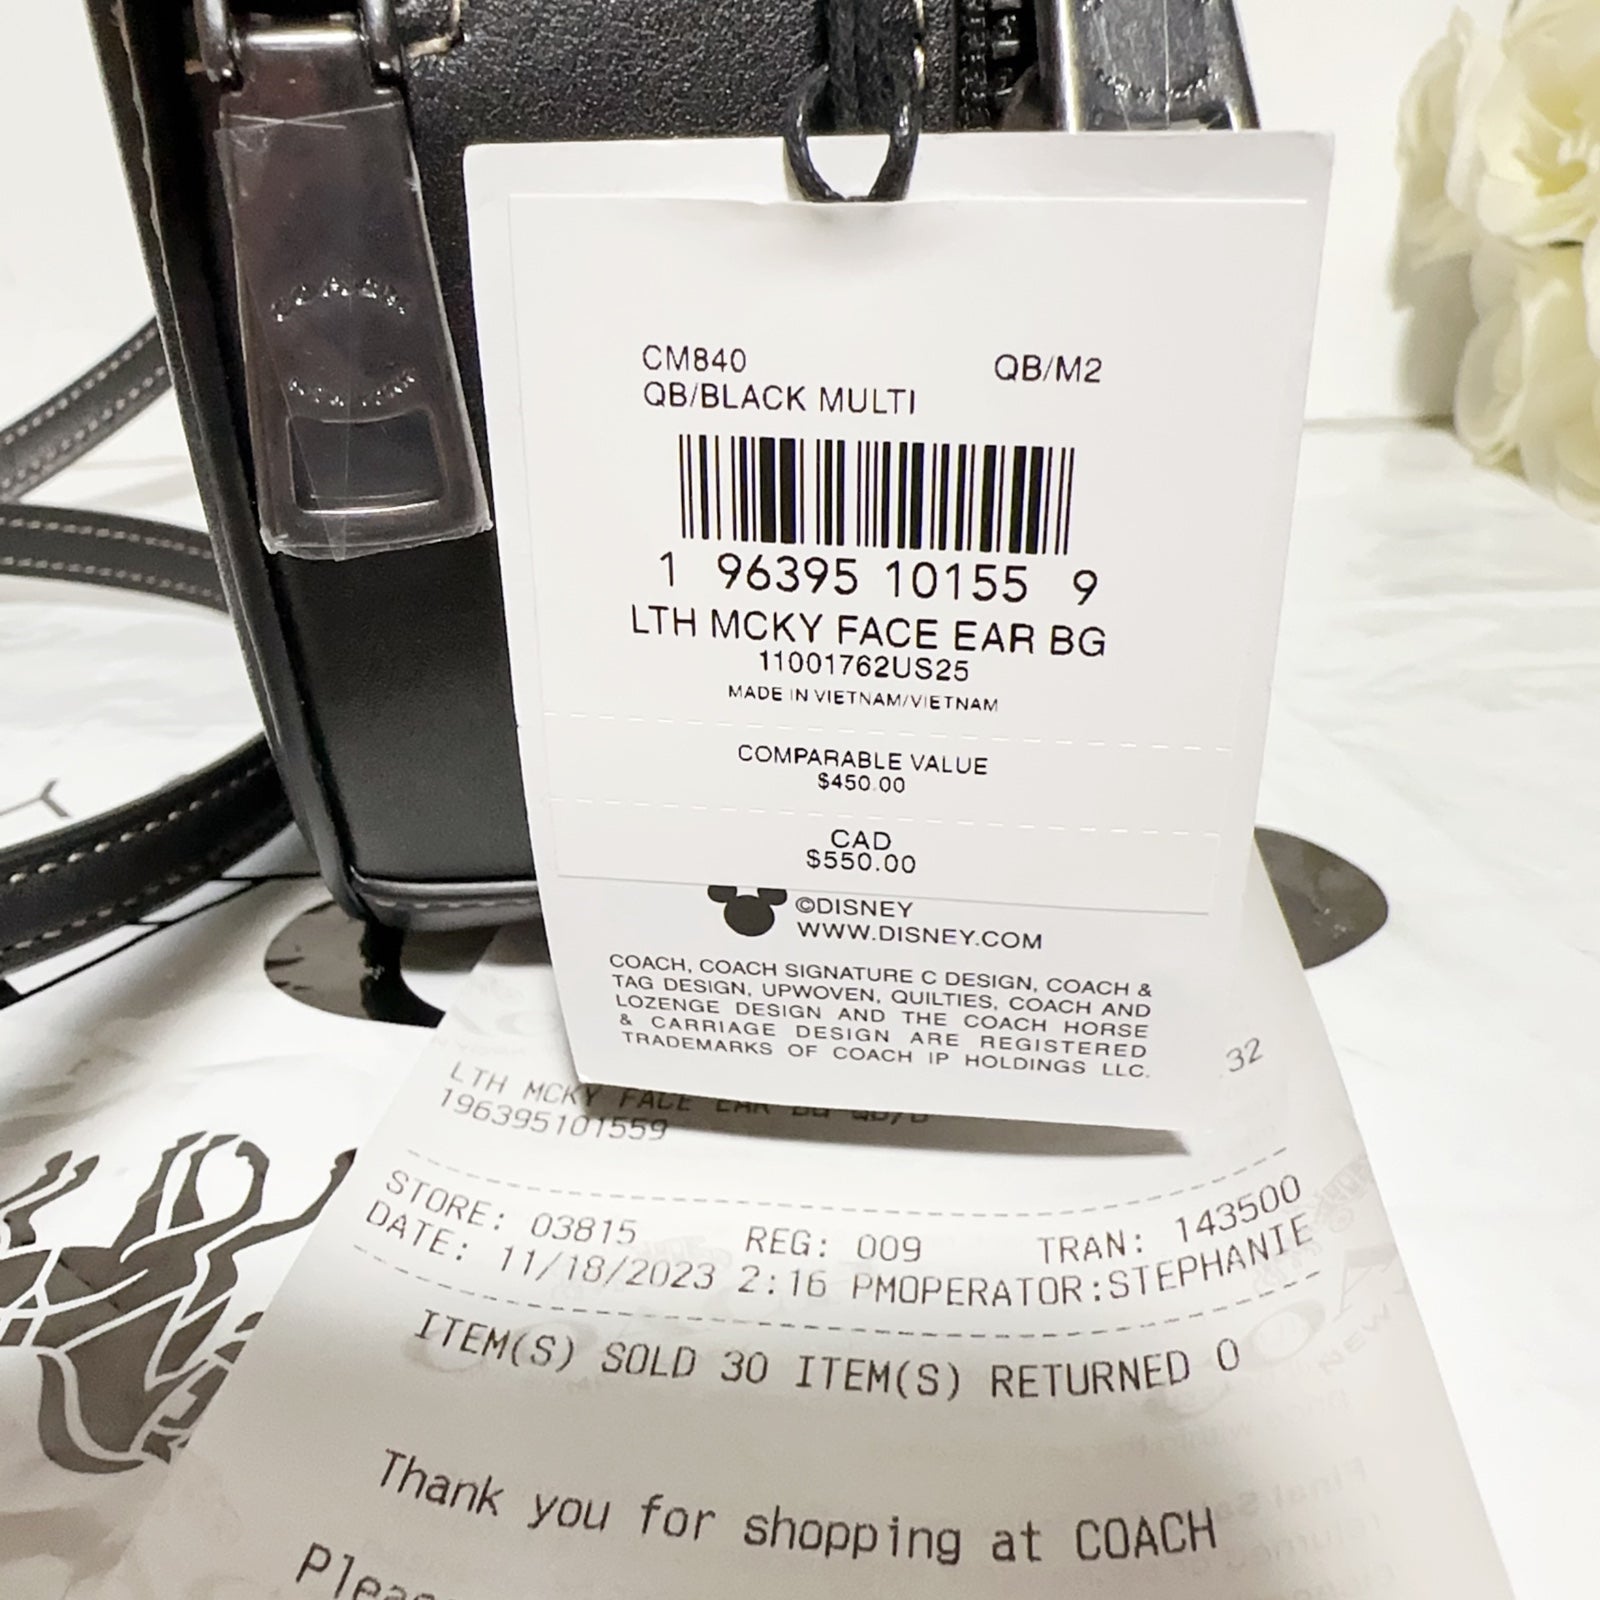 CM840 QB/M2
QB/BLACK MULTI
1 96395 10155 9
LTH MCKY FACE EAR BG
11001762US25
MADE IN VIETNAM/VIETNAM
COMPARABLE VALUE
$450.00
CAD
$550.00
©DISNEY
WWW.DISNEY.COM
COACH, COACH SIGNATURE C DESIGN, COACH &
TAG DESIGN, UPWOVEN, QUILTIES, COACH AND
LOZENGE DESIGN AND THE COACH HORSE
& CARRIAGE DESIGN ARE REGISTERED
TRADEMARKS OF COACH IP HOLDINGS LLC.
32
LTH MCKY FACE EAR BG
196395101559
STORE: 03815 REG: 009 TRAN: 143500
DATE: 11/18/2023 2:16 PMOPERATOR:STEPHANIE
ITEM(S) SOLD 30 ITEM(S) RETURNED 0
Thank you for shopping at COACH